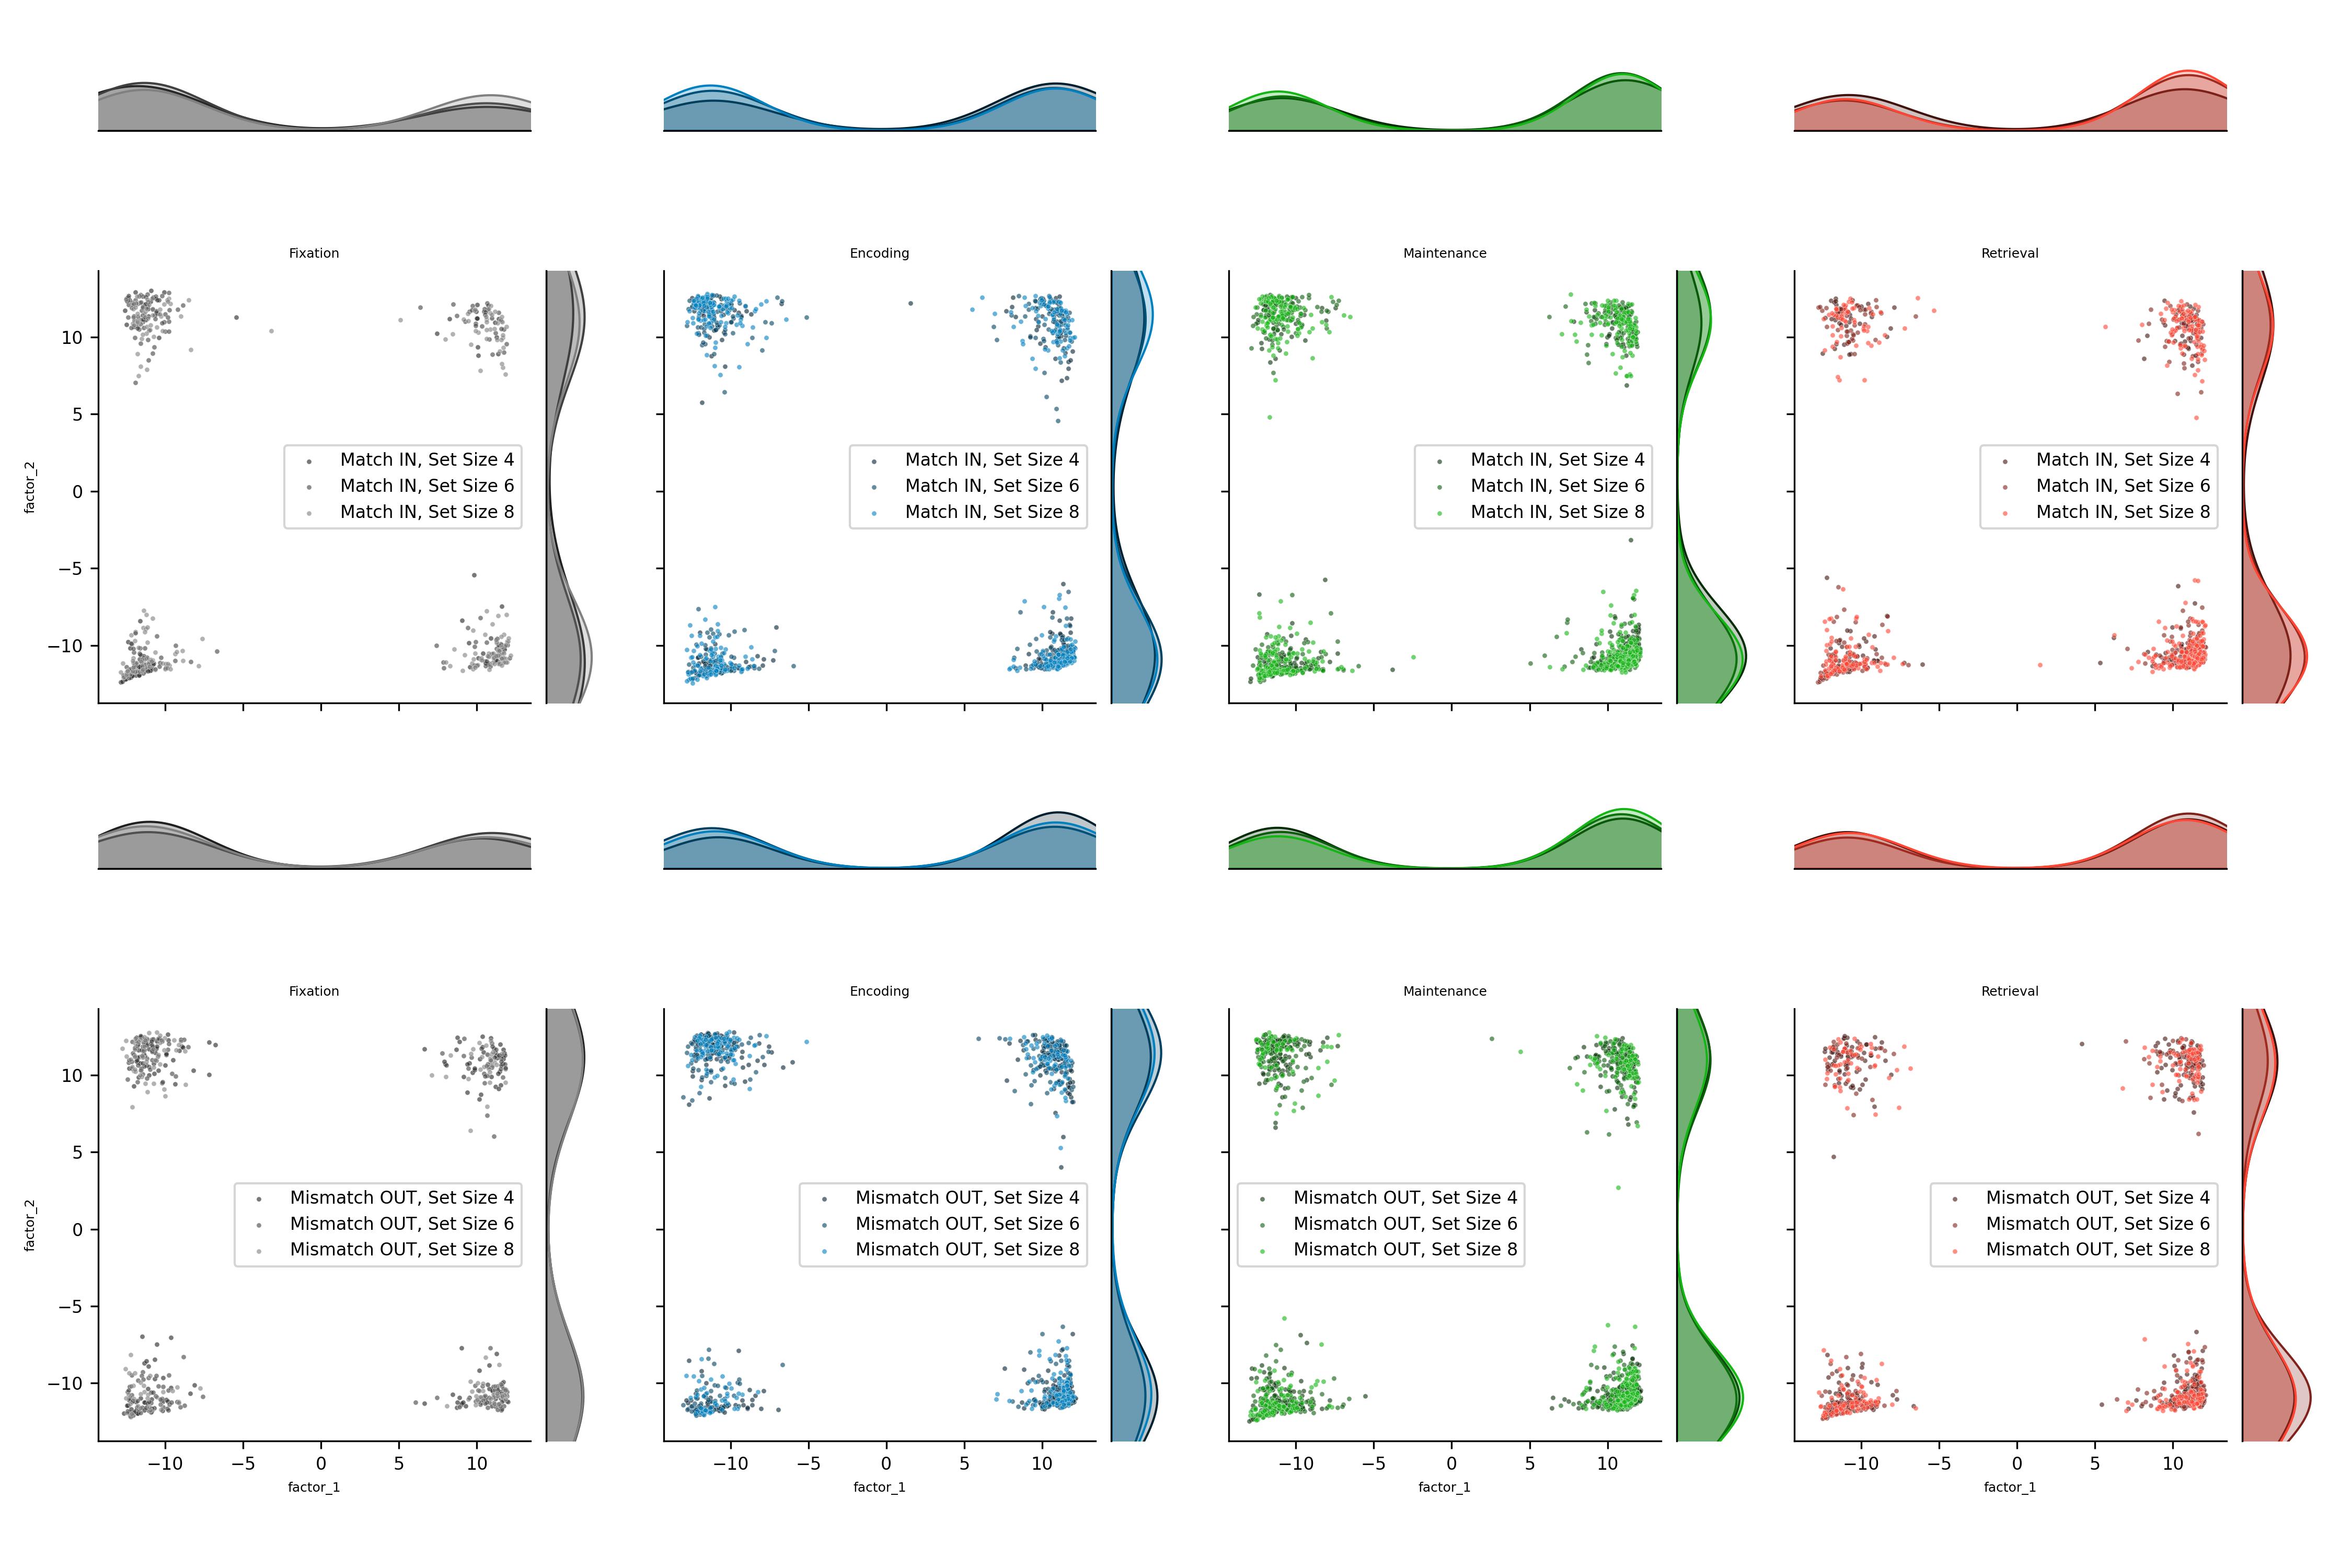 Fixation
Encoding
Maintenance
Retrieval
10
5
0
−5
−10
factor_2
Match IN, Set Size 4
Match IN, Set Size 6
Match IN, Set Size 8
Match IN, Set Size 4
Match IN, Set Size 6
Match IN, Set Size 8
Match IN, Set Size 4
Match IN, Set Size 6
Match IN, Set Size 8
Match IN, Set Size 4
Match IN, Set Size 6
Match IN, Set Size 8
Fixation
Encoding
Maintenance
Retrieval
10
5
0
−5
−10
factor_2
Mismatch OUT, Set Size 4
Mismatch OUT, Set Size 6
Mismatch OUT, Set Size 8
Mismatch OUT, Set Size 4
Mismatch OUT, Set Size 6
Mismatch OUT, Set Size 8
Mismatch OUT, Set Size 4
Mismatch OUT, Set Size 6
Mismatch OUT, Set Size 8
Mismatch OUT, Set Size 4
Mismatch OUT, Set Size 6
Mismatch OUT, Set Size 8
−10 −5 0 5 10
−10 −5 0 5 10
−10 −5 0 5 10
−10 −5 0 5 10
factor_1
factor_1
factor_1
factor_1